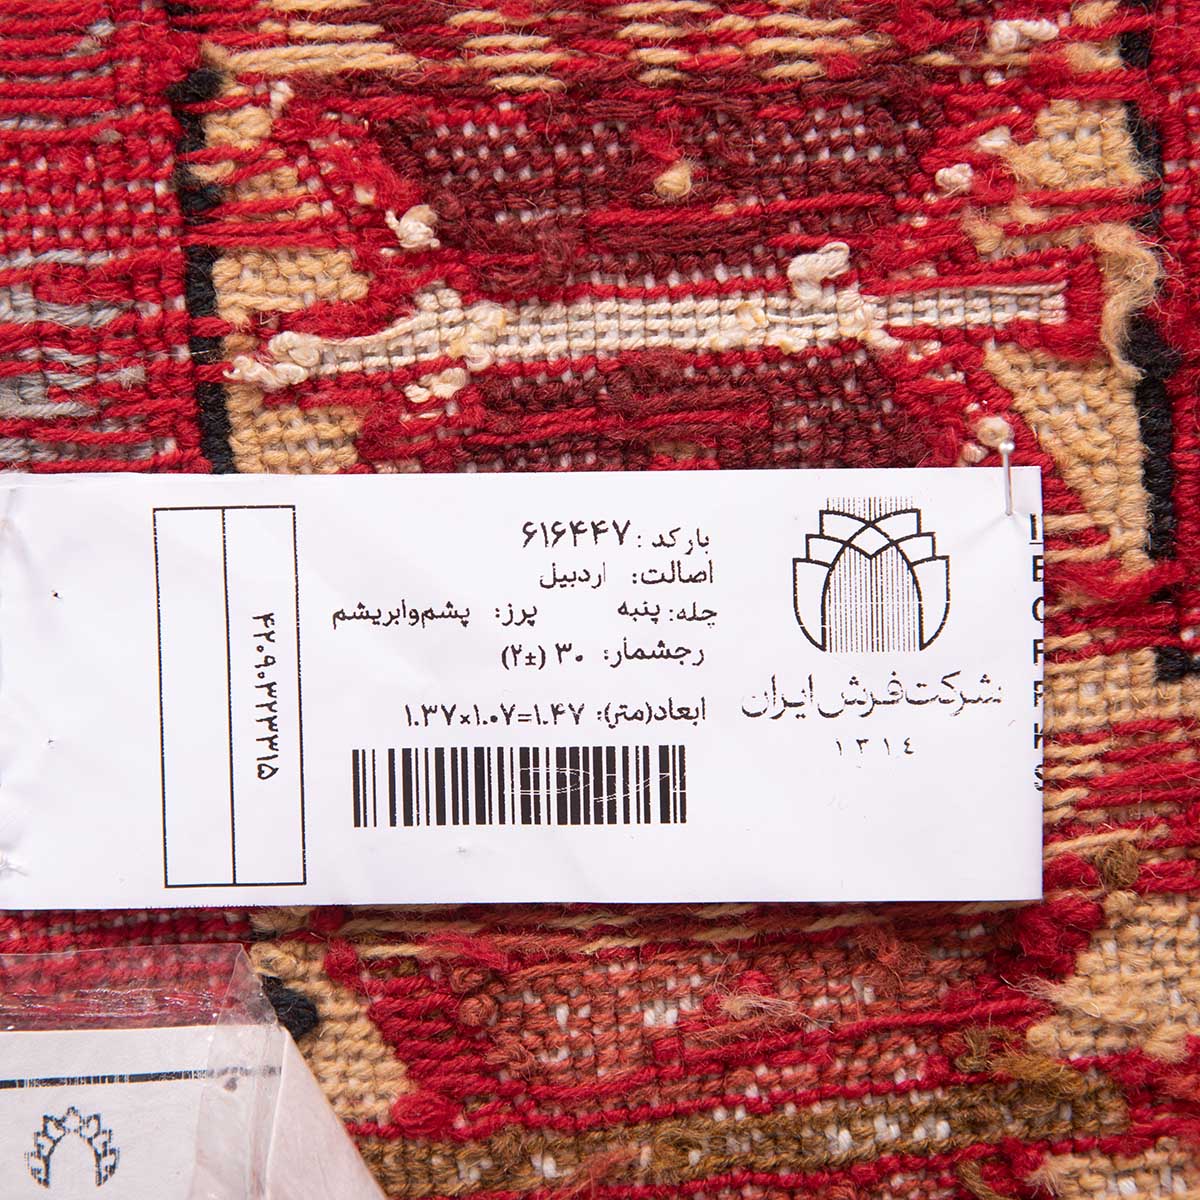 بارکد: ۶۱۶۴۴۷
اصالت: اردبیل
چله: پنبه پرز: پشم‌وابریشم
رجشمار: ۳۰ (±۲)
ابعاد(متر): ۱.۳۷×۱.۰۷=۱.۴۷
شرکت فرش ایران
۱۳۱٤
۴۲۰۹۰۳۲۳۳۱۵